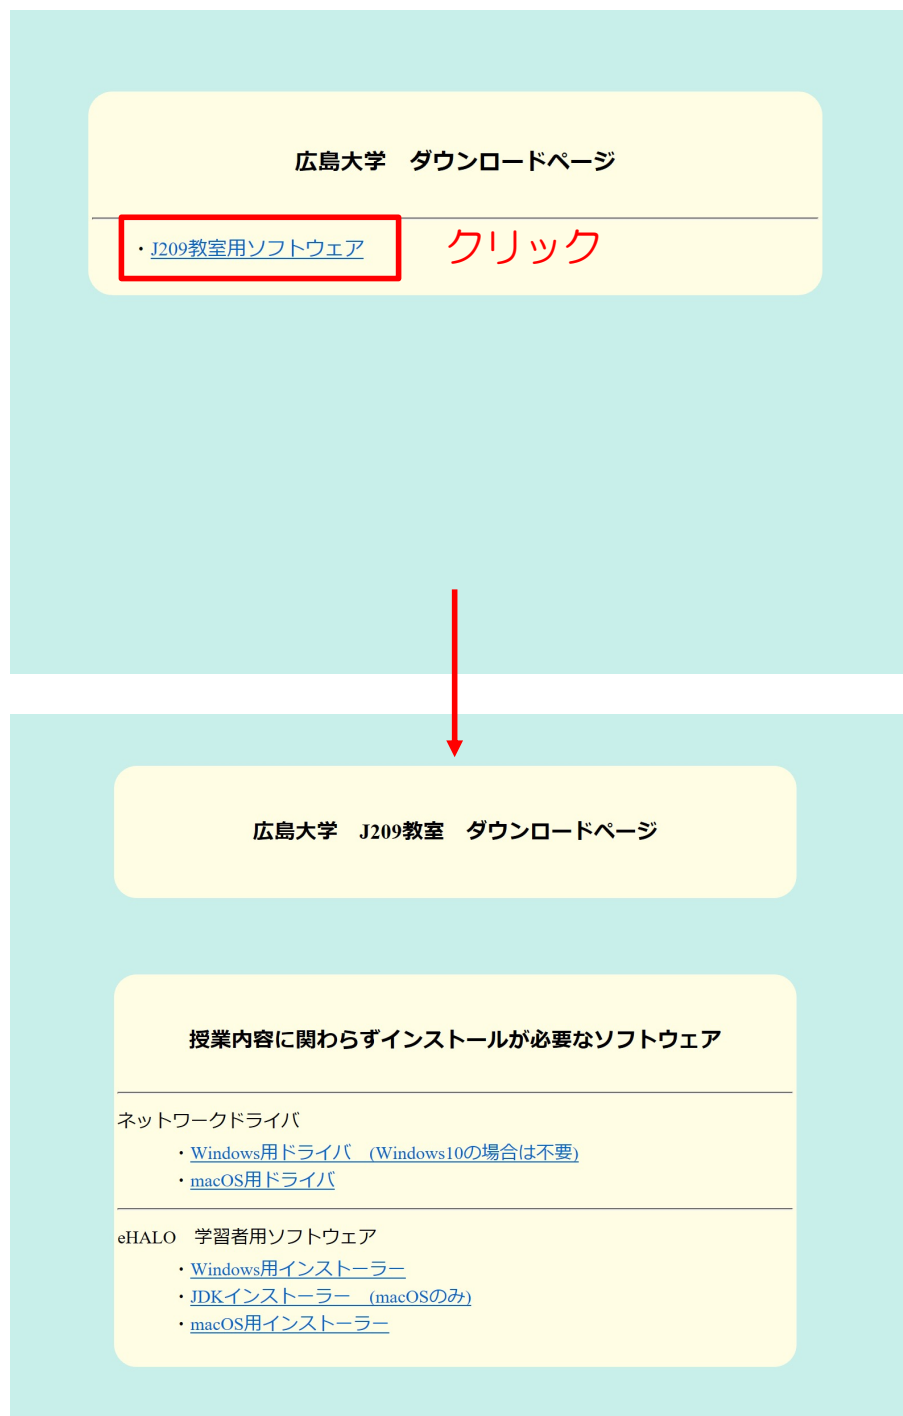 広島大学　ダウンロードページ
・J209教室用ソフトウェア
クリック
広島大学　J209教室　ダウンロードページ
授業内容に関わらずインストールが必要なソフトウェア
ネットワークドライバ
・Windows用ドライバ　(Windows10の場合は不要)
・macOS用ドライバ
eHALO　学習者用ソフトウェア
・Windows用インストーラー
・JDKインストーラー　(macOSのみ)
・macOS用インストーラー